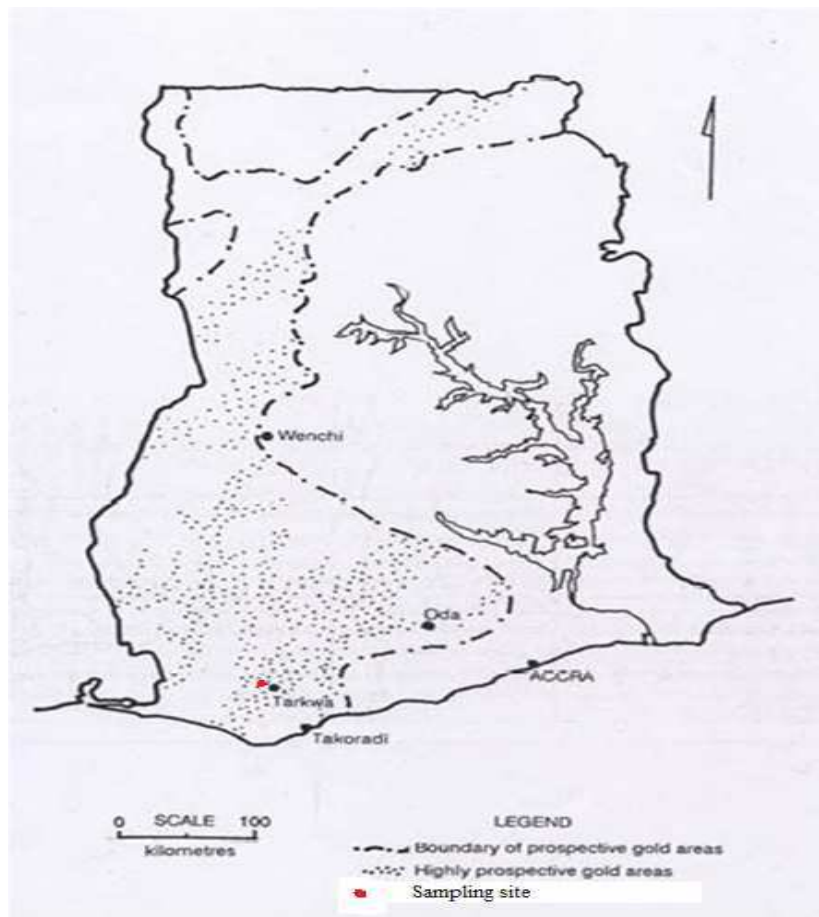 Wenchi
Oda
Tarkwa
ACCRA
Takoradi
0 SCALE 100
kilometres
LEGEND
Boundary of prospective gold areas
Highly prospective gold areas
Sampling site